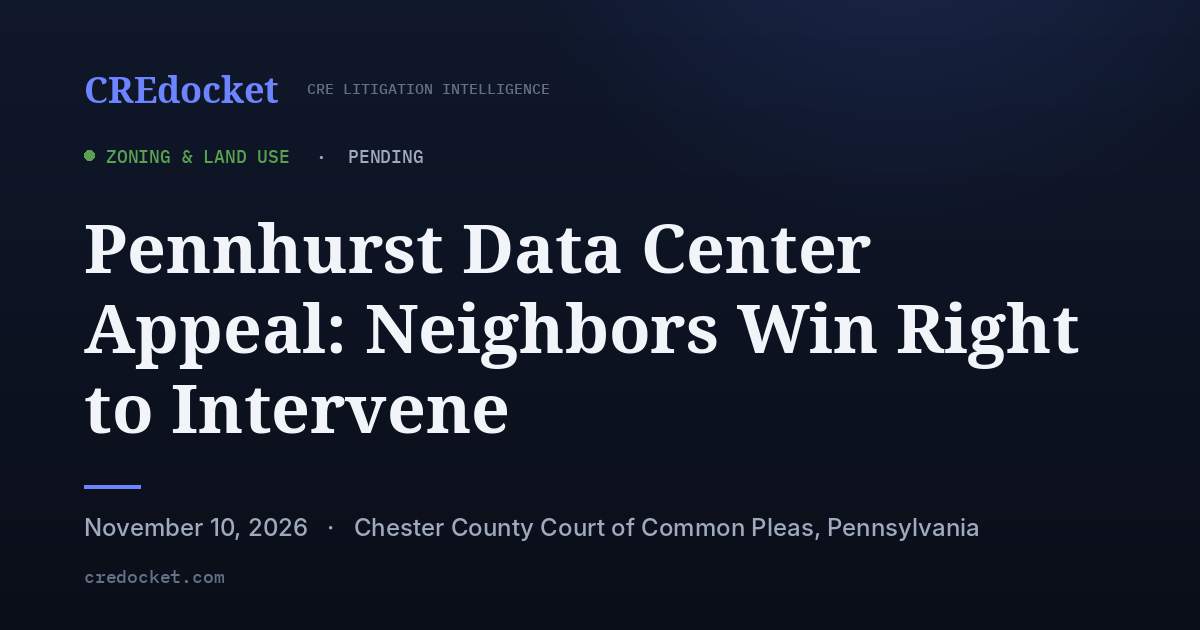 CREdocket CRE LITIGATION INTELLIGENCE
ZONING & LAND USE · PENDING
Pennhurst Data Center
Appeal: Neighbors Win Right
to Intervene
November 10, 2026 · Chester County Court of Common Pleas, Pennsylvania
credocket.com